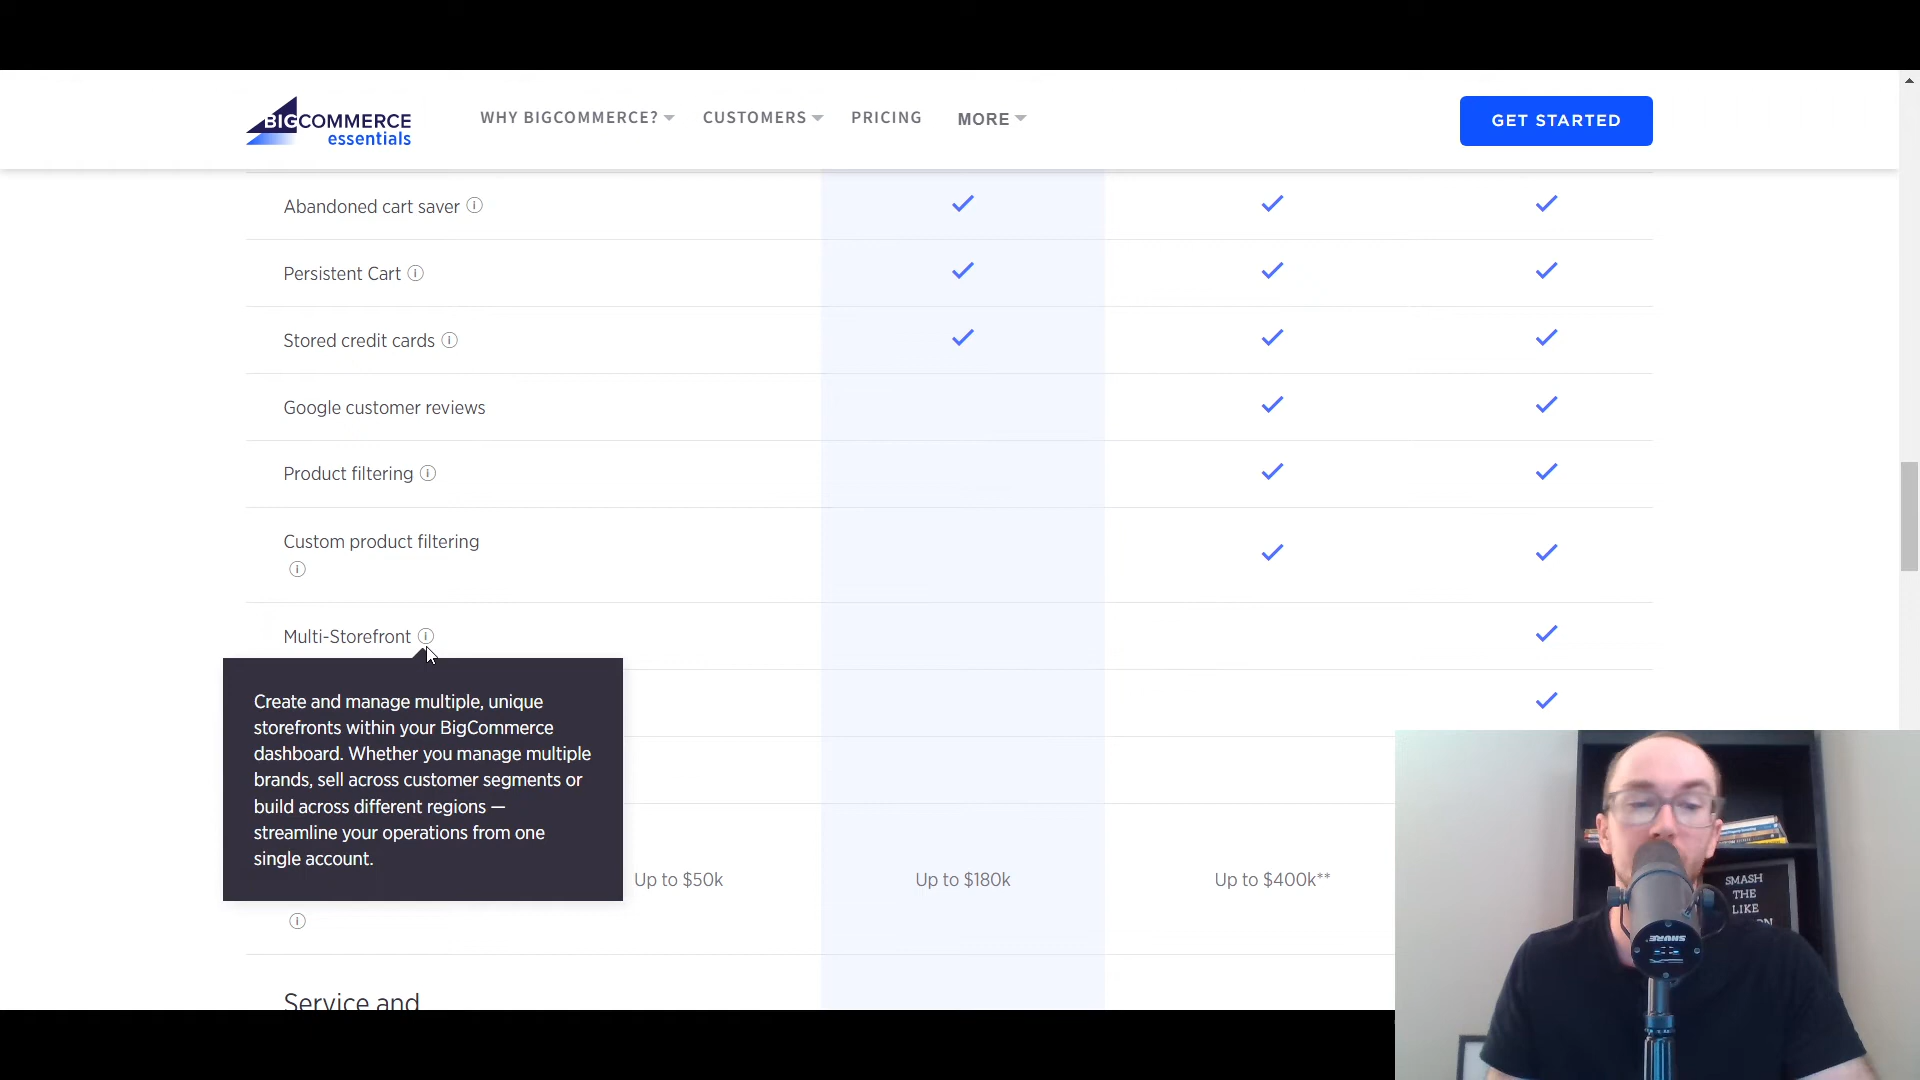 BIGCOMMERCE
essentials
WHY BIGCOMMERCE?
CUSTOMERS
PRICING
MORE
GET STARTED
Abandoned cart saver
Persistent Cart
Stored credit cards
Google customer reviews
Product filtering
Custom product filtering
Multi-Storefront
Create and manage multiple, unique
storefronts within your BigCommerce
dashboard. Whether you manage multiple
brands, sell across customer segments or
build across different regions —
streamline your operations from one
single account.
Up to $50k
Up to $180k
Up to $400k**
Service and
SMASH
THE
LIKE
SHURE